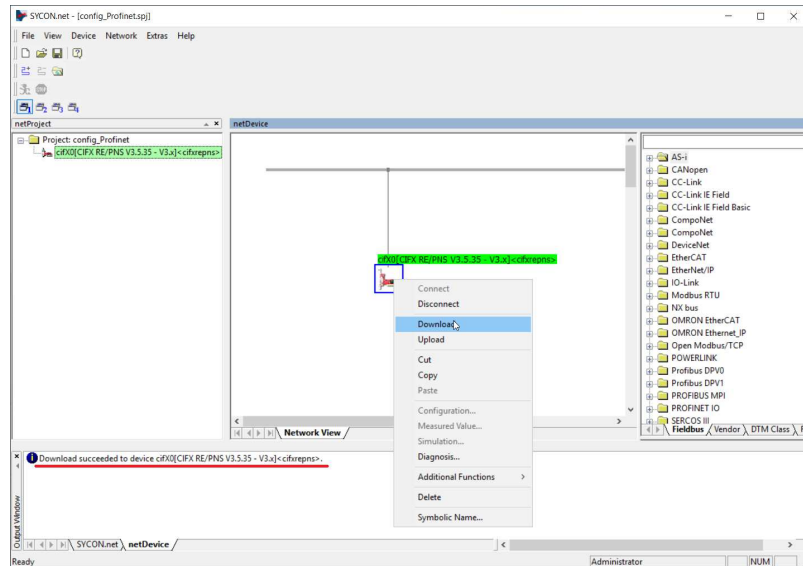 SYCON.net - [config_Profinet.spj]
File View Device Network Extras Help
netProject
netDevice
Project: config_Profinet
cifX0[CIFX RE/PNS V3.5.35 - V3.x]<cifxrepns>
cifX0[CIFX RE/PNS V3.5.35 - V3.x]<cifxrepns>
Connect
Disconnect
Download
Upload
Cut
Copy
Paste
Configuration...
Measured Value...
Simulation...
Diagnosis...
Additional Functions
Delete
Symbolic Name...
AS-i
CANopen
CC-Link
CC-Link IE Field
CC-Link IE Field Basic
CompoNet
CompoNet
DeviceNet
EtherCAT
EtherNet/IP
IO-Link
Modbus RTU
NX bus
OMRON EtherCAT
OMRON Ethernet_IP
Open Modbus/TCP
POWERLINK
Profibus DPV0
Profibus DPV1
PROFIBUS MPI
PROFINET IO
SERCOS III
Network View
Fieldbus Vendor DTM Class
Download succeeded to device cifX0[CIFX RE/PNS V3.5.35 - V3.x]<cifxrepns>.
Output Window
SYCON.net netDevice
Ready Administrator NUM